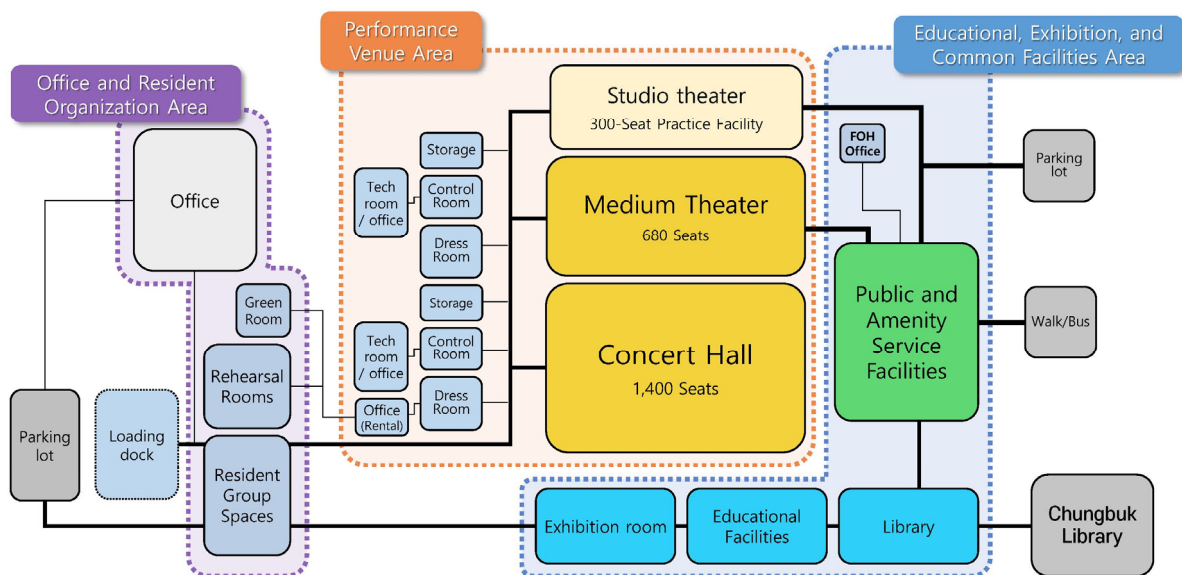 Performance
Venue Area
Educational, Exhibition, and
Common Facilities Area
Office and Resident
Organization Area
Studio theater
300-Seat Practice Facility
FOH
Office
Parking
lot
Storage
Tech
room
/ office
Control
Room
Office
Medium Theater
680 Seats
Dress
Room
Green
Room
Storage
Public and
Amenity
Service
Facilities
Walk/Bus
Tech
room
/ office
Control
Room
Concert Hall
1,400 Seats
Rehearsal
Rooms
Office
(Rental)
Dress
Room
Parking
lot
Loading
dock
Resident
Group
Spaces
Exhibition room
Educational
Facilities
Library
Chungbuk
Library